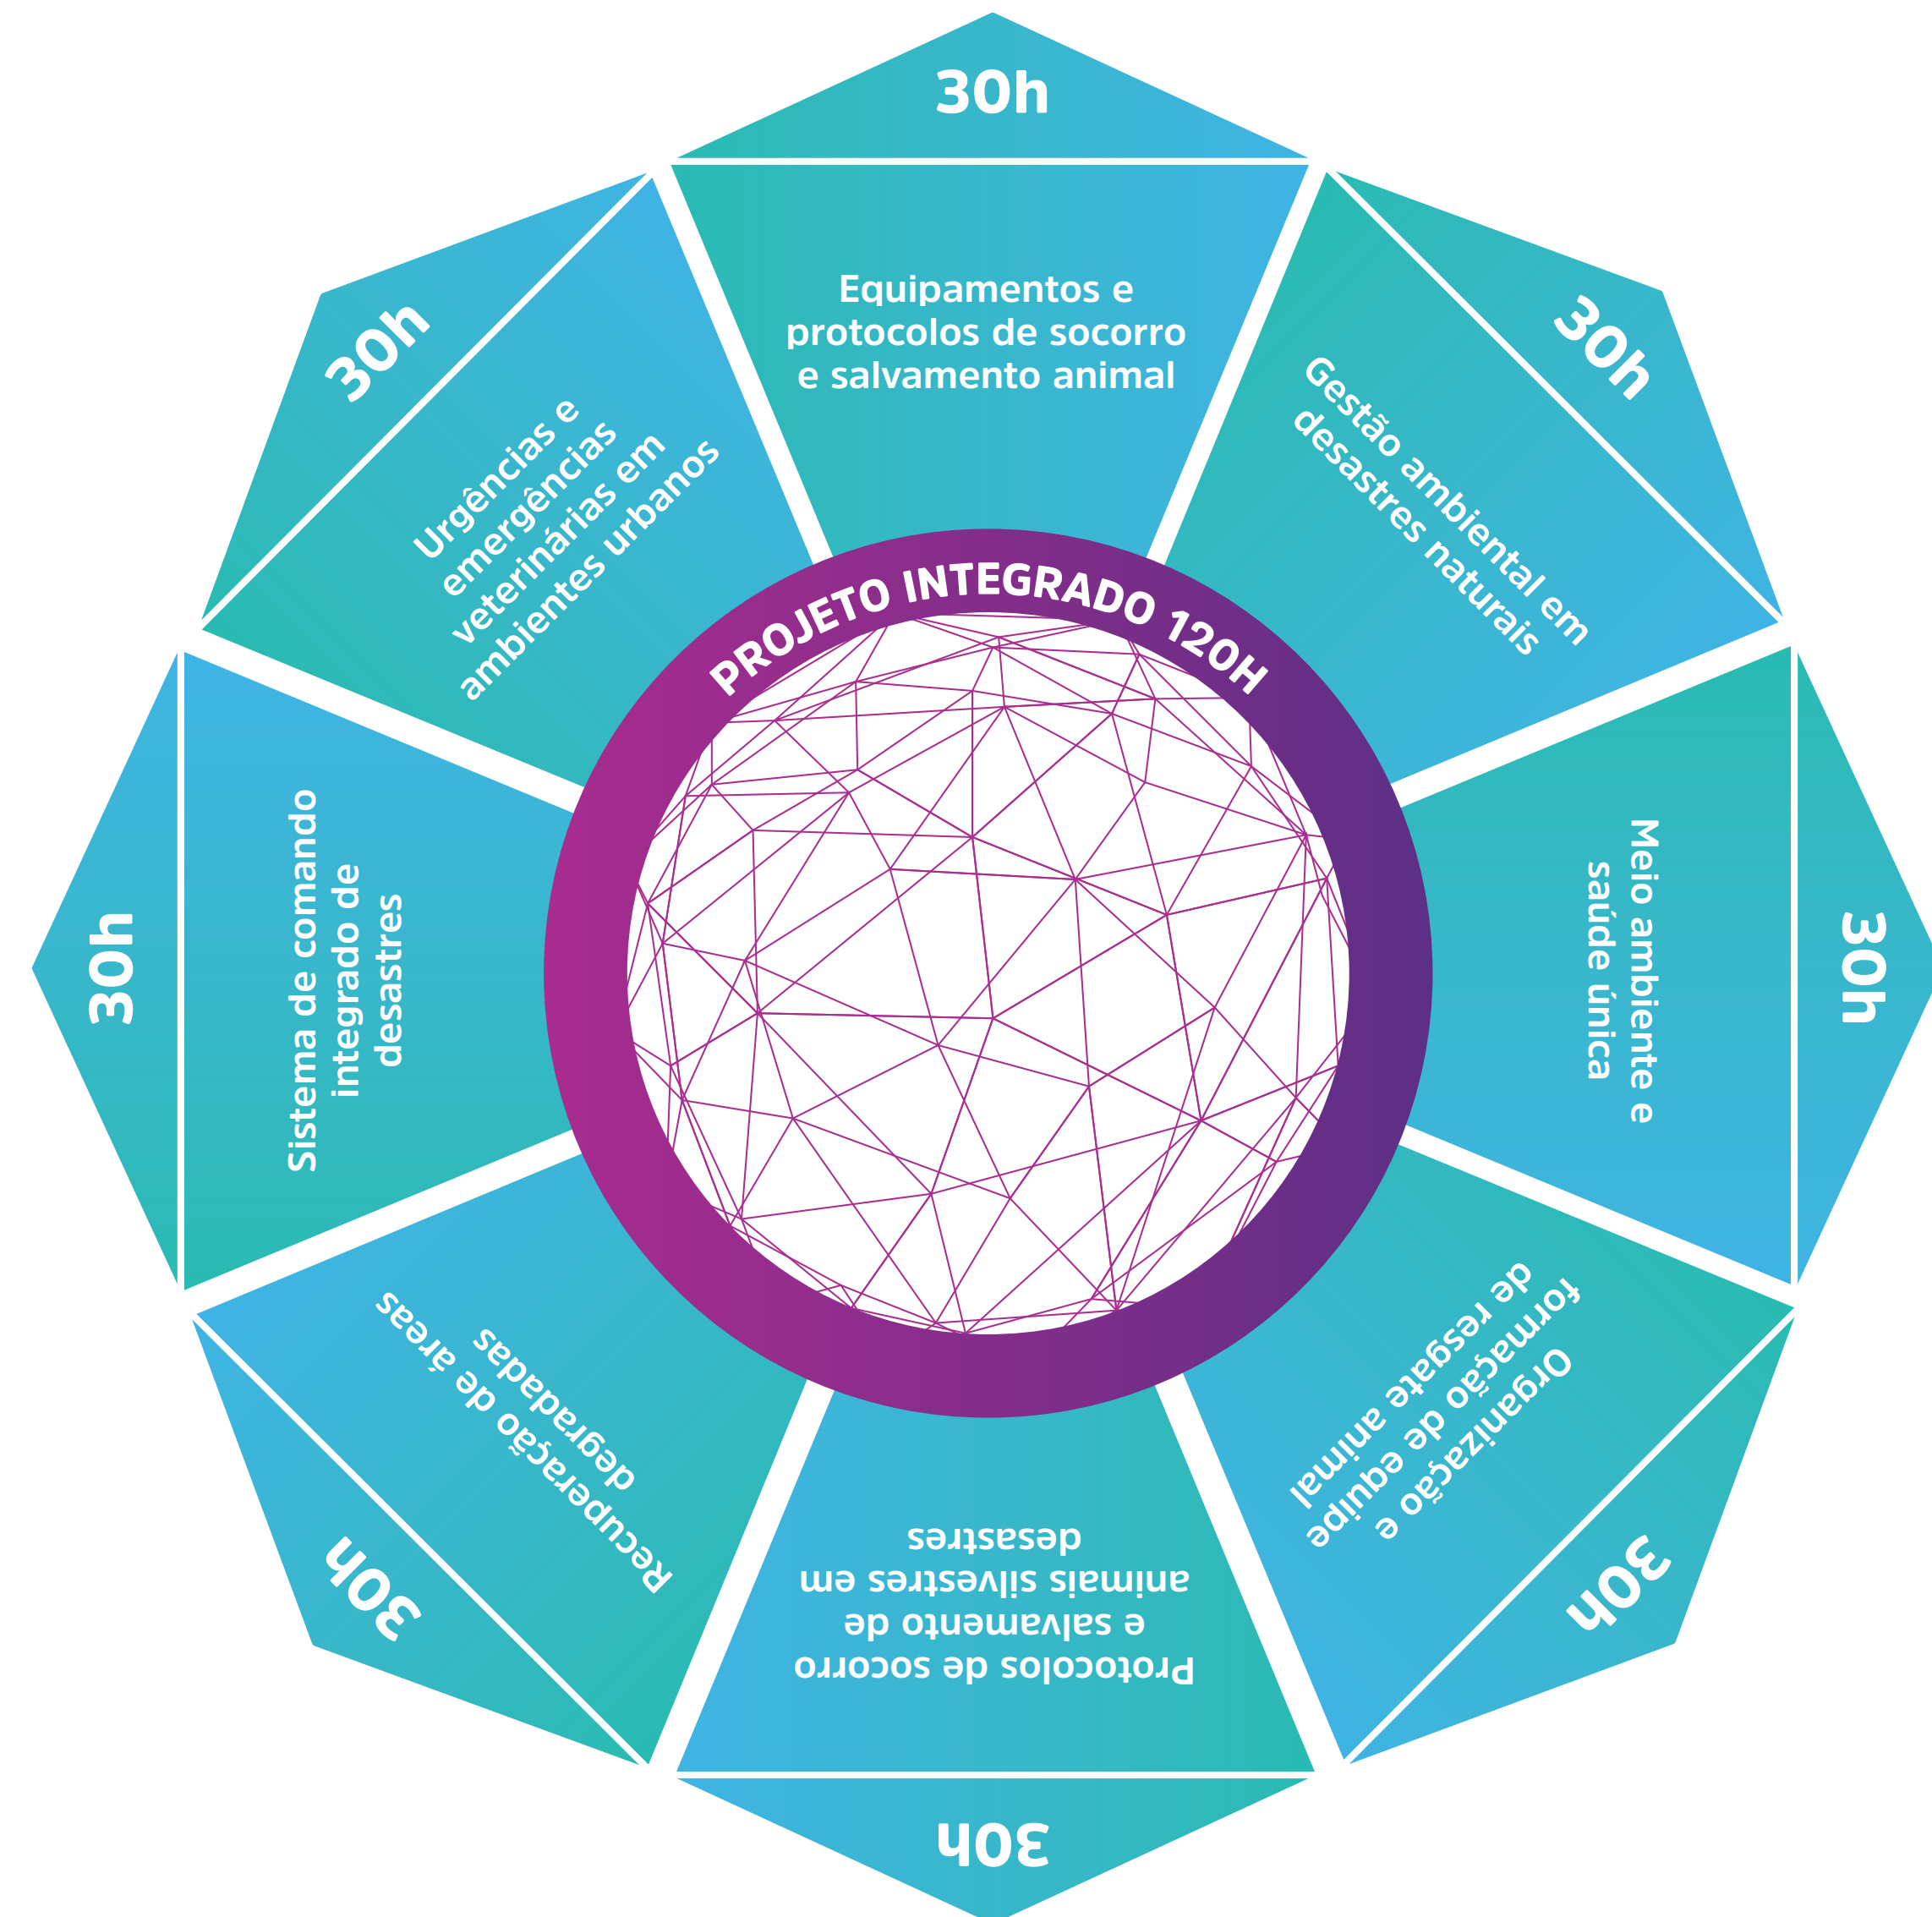 30h
Equipamentos e
protocolos de socorro
e salvamento animal
30h
Gestão ambiental em
desastres naturais
30h
Meio ambiente e
saúde única
30h
Organização e
formação de equipe
de resgate animal
30h
Protocolos de socorro
e salvamento de
animais silvestres em
desastres
30h
Recuperação de áreas
degradadas
30h
Sistema de comando
integrado de
desastres
30h
Urgências e
emergências
veterinárias em
ambientes urbanos
PROJETO INTEGRADO 120H